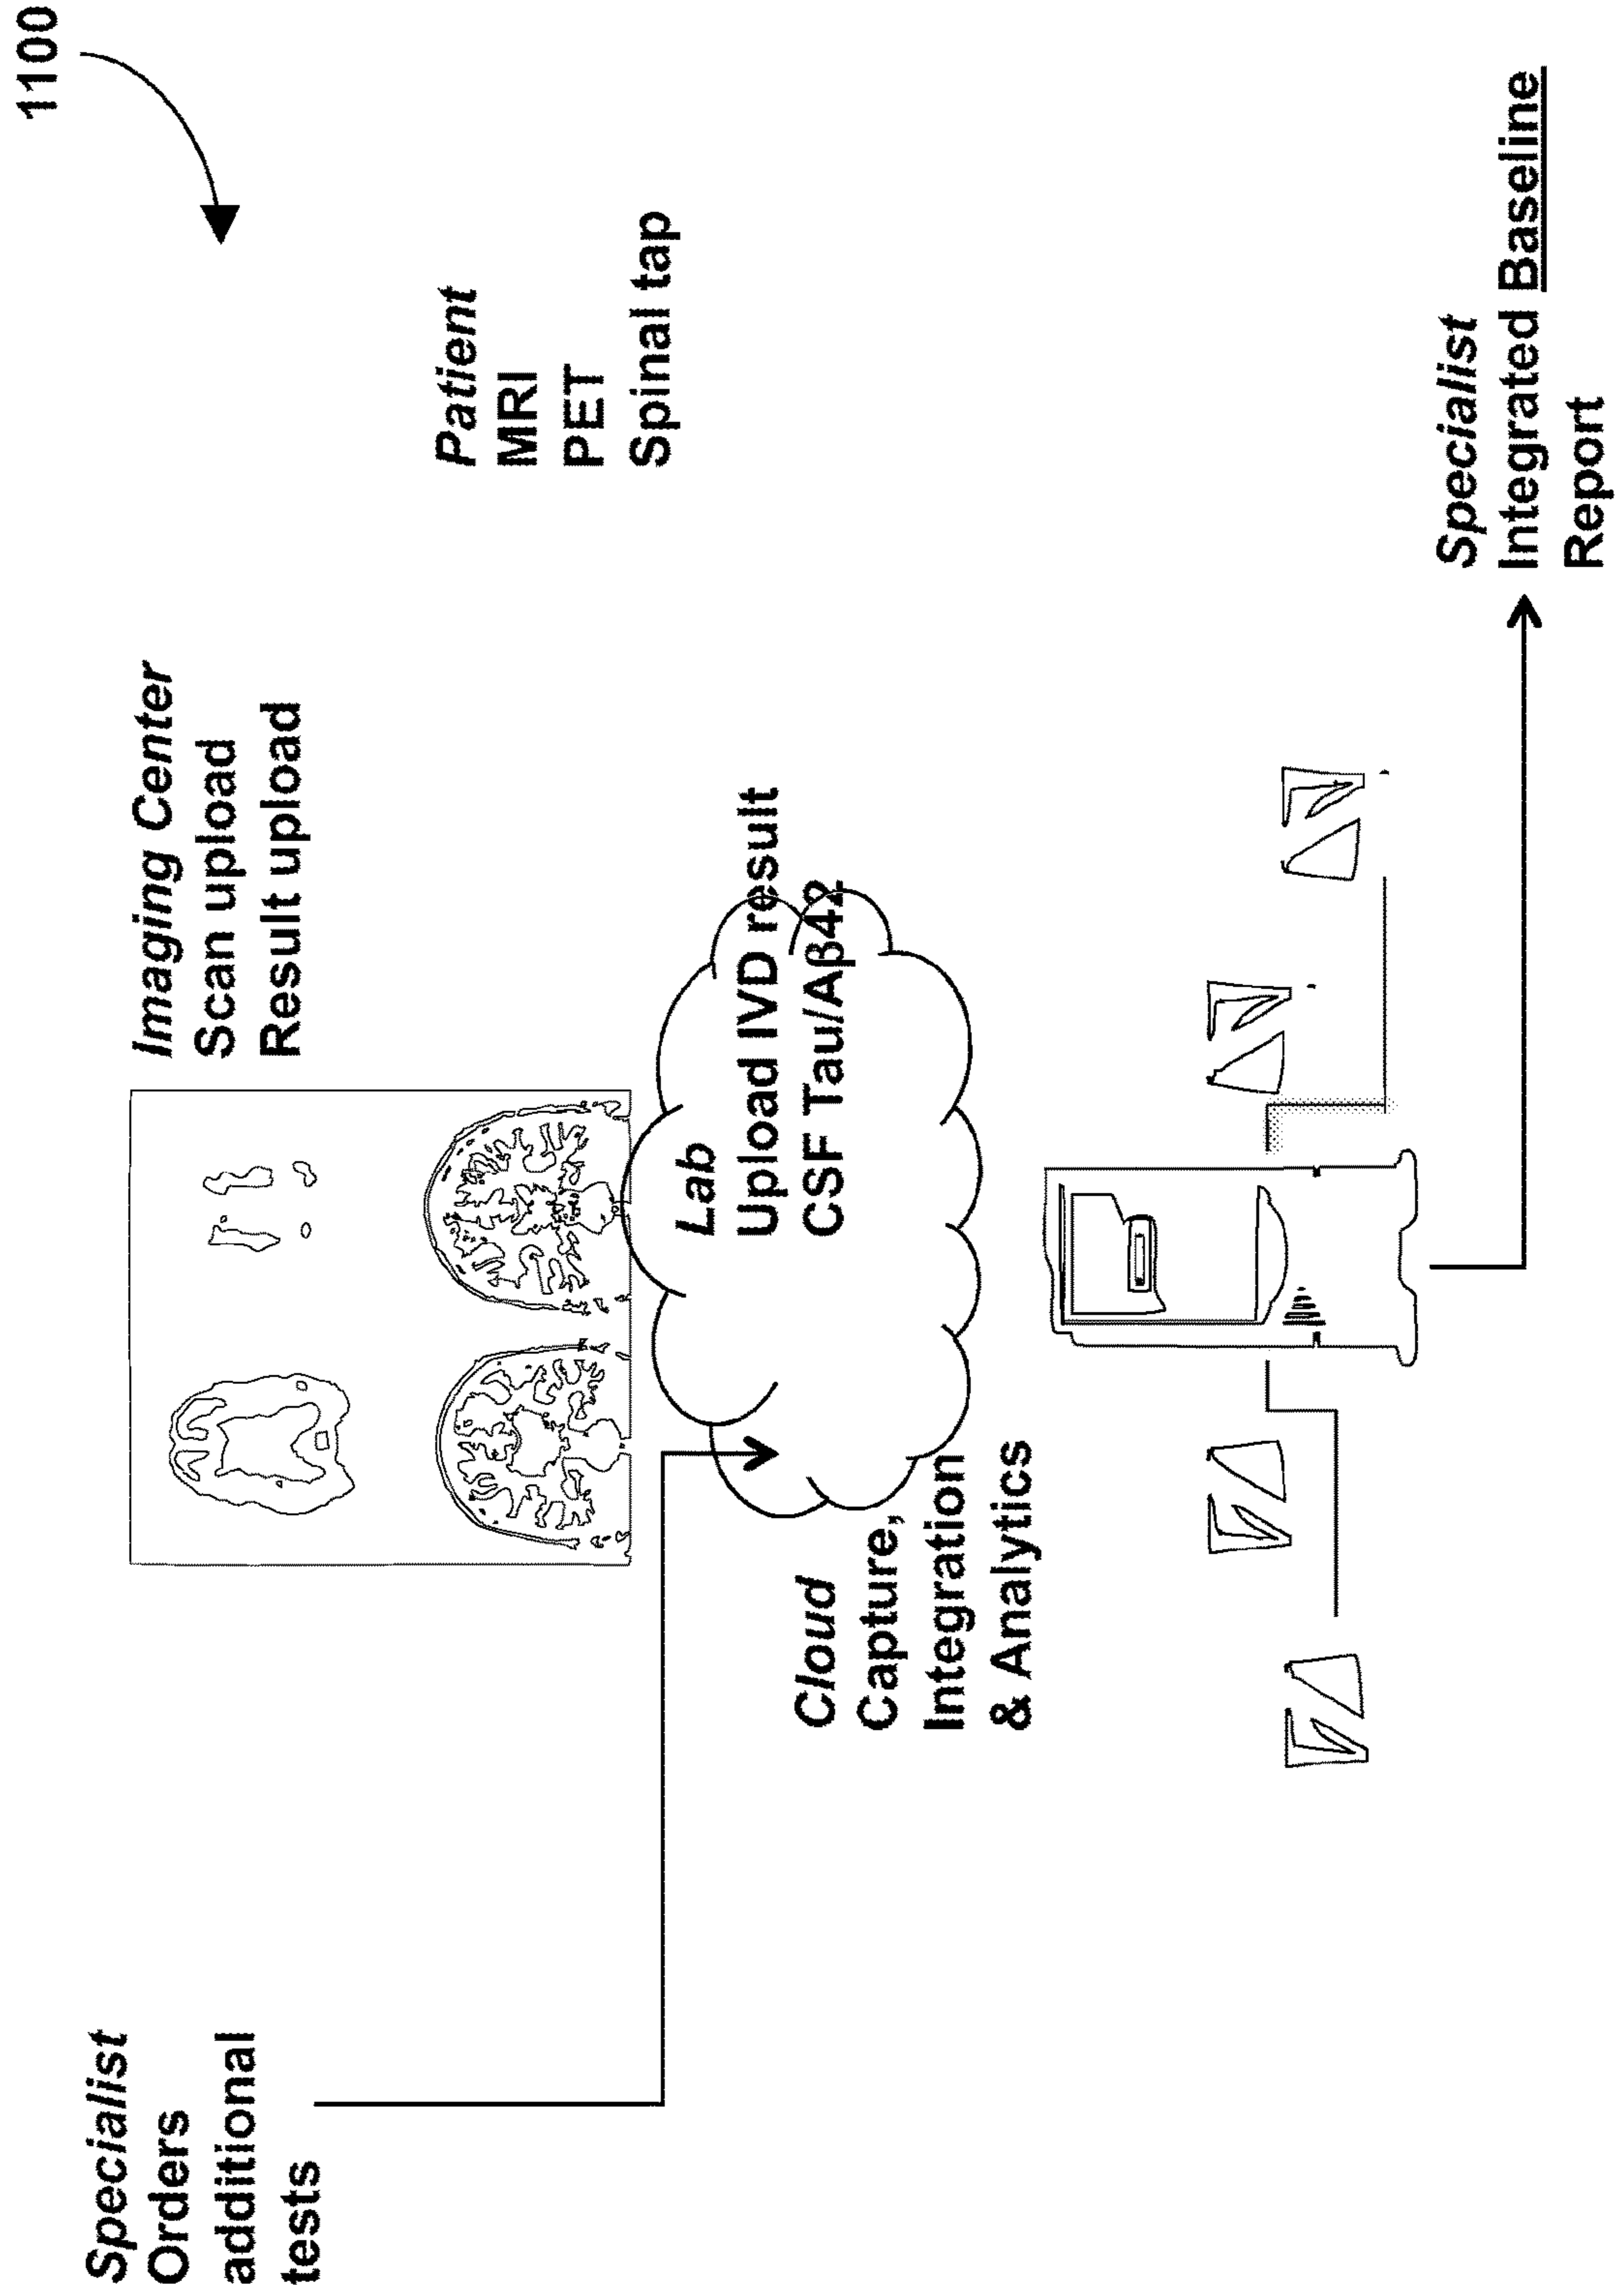 1100
Specialist
Orders
additional
tests
Imaging Center
Scan upload
Result upload
Patient
MRI
PET
Spinal tap
Lab
Upload IVD result
CSF Tau/Aβ42
Cloud
Capture,
Integration
& Analytics
Specialist
Integrated Baseline
Report